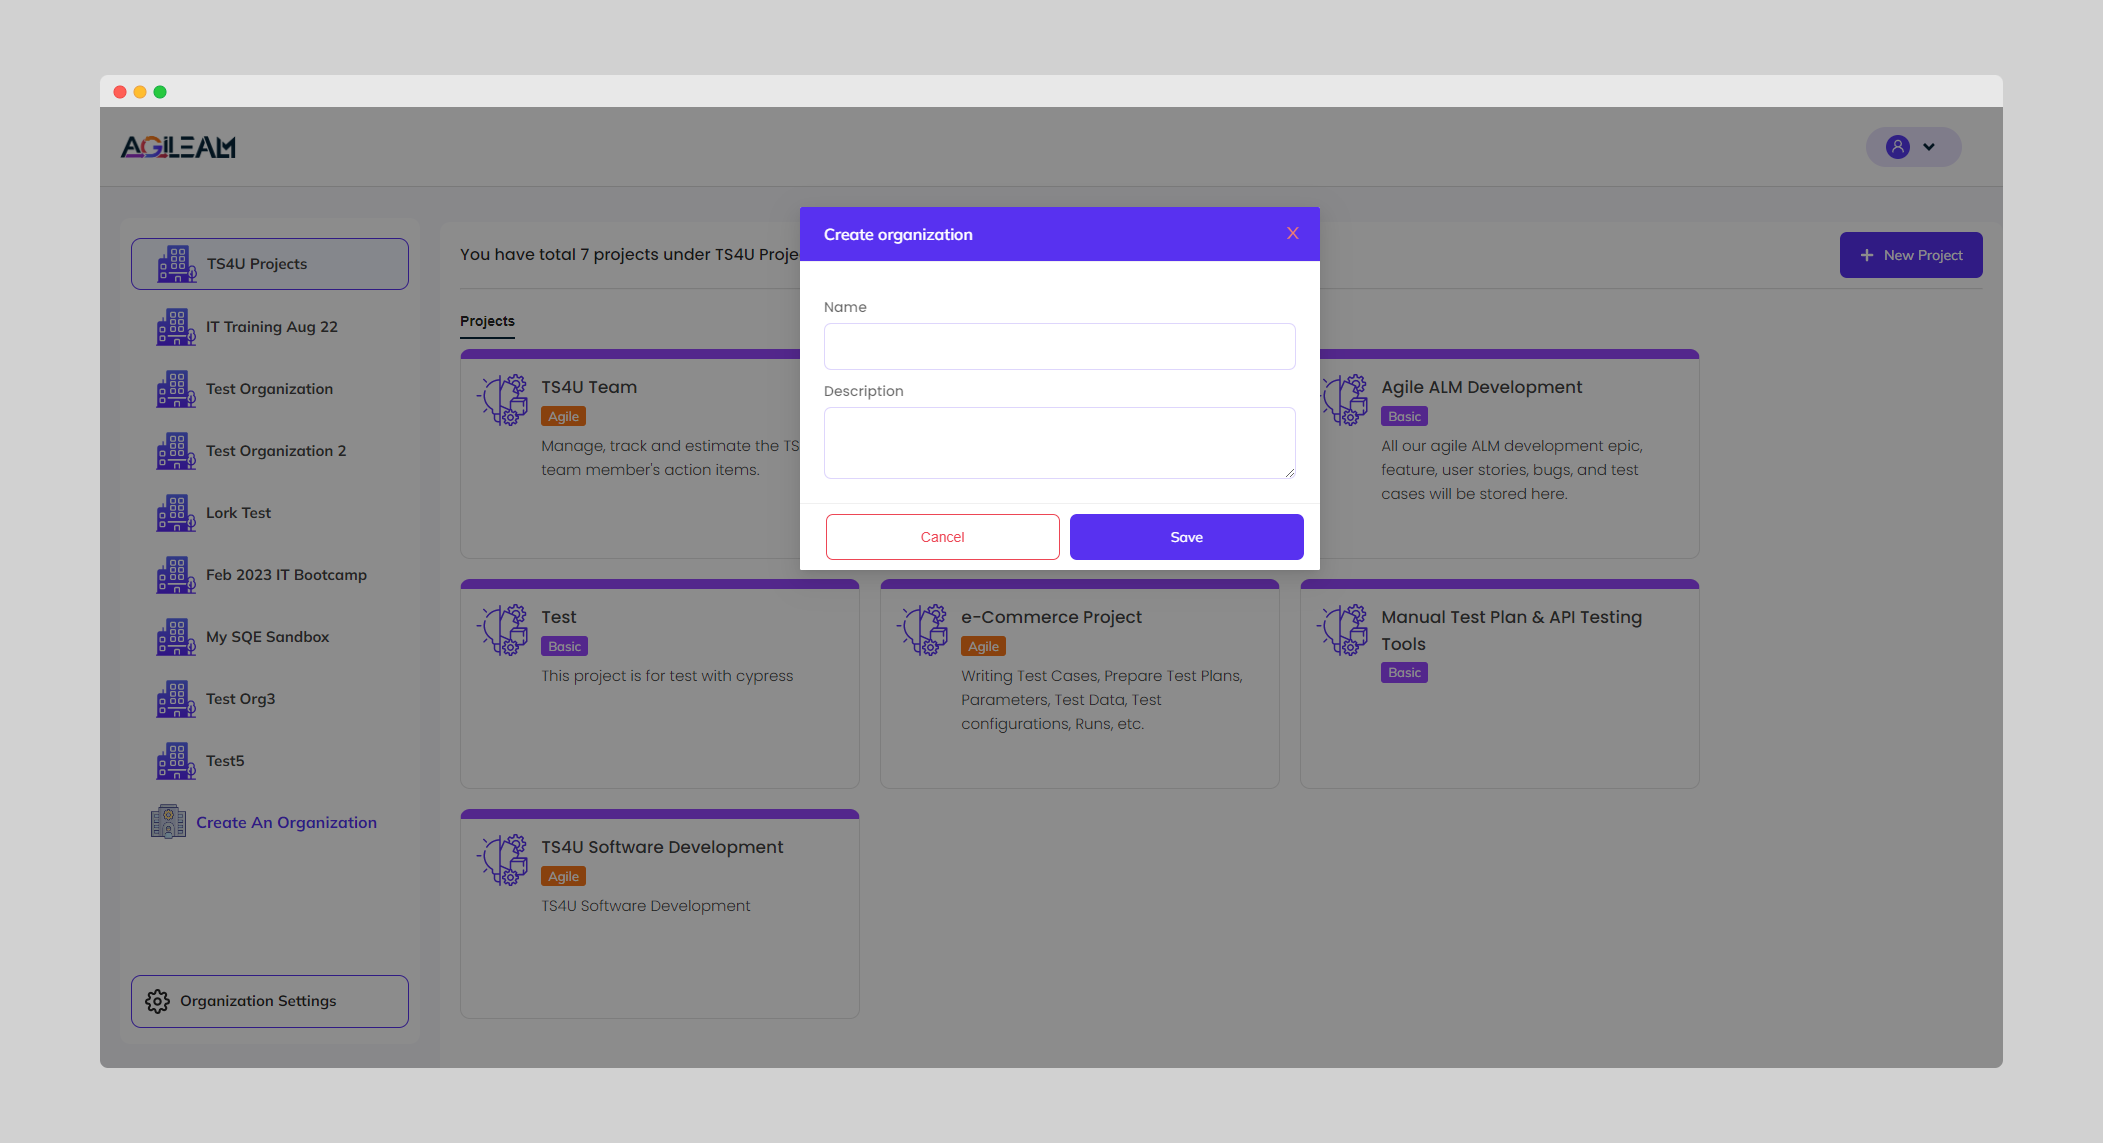 AGiLEAM
TS4U Projects
IT Training Aug 22
Test Organization
Test Organization 2
Lork Test
Feb 2023 IT Bootcamp
My SQE Sandbox
Test Org3
Test5
Create An Organization
Organization Settings
You have total 7 projects under TS4U Proje
New Project
Projects
TS4U Team
Agile
Manage, track and estimate the TS
team member's action items.
Agile ALM Development
Basic
All our agile ALM development epic,
feature, user stories, bugs, and test
cases will be stored here.
Test
Basic
This project is for test with cypress
e-Commerce Project
Agile
Writing Test Cases, Prepare Test Plans,
Parameters, Test Data, Test
configurations, Runs, etc.
Manual Test Plan & API Testing
Tools
Basic
TS4U Software Development
Agile
TS4U Software Development
Create organization
X
Name
Description
Cancel
Save